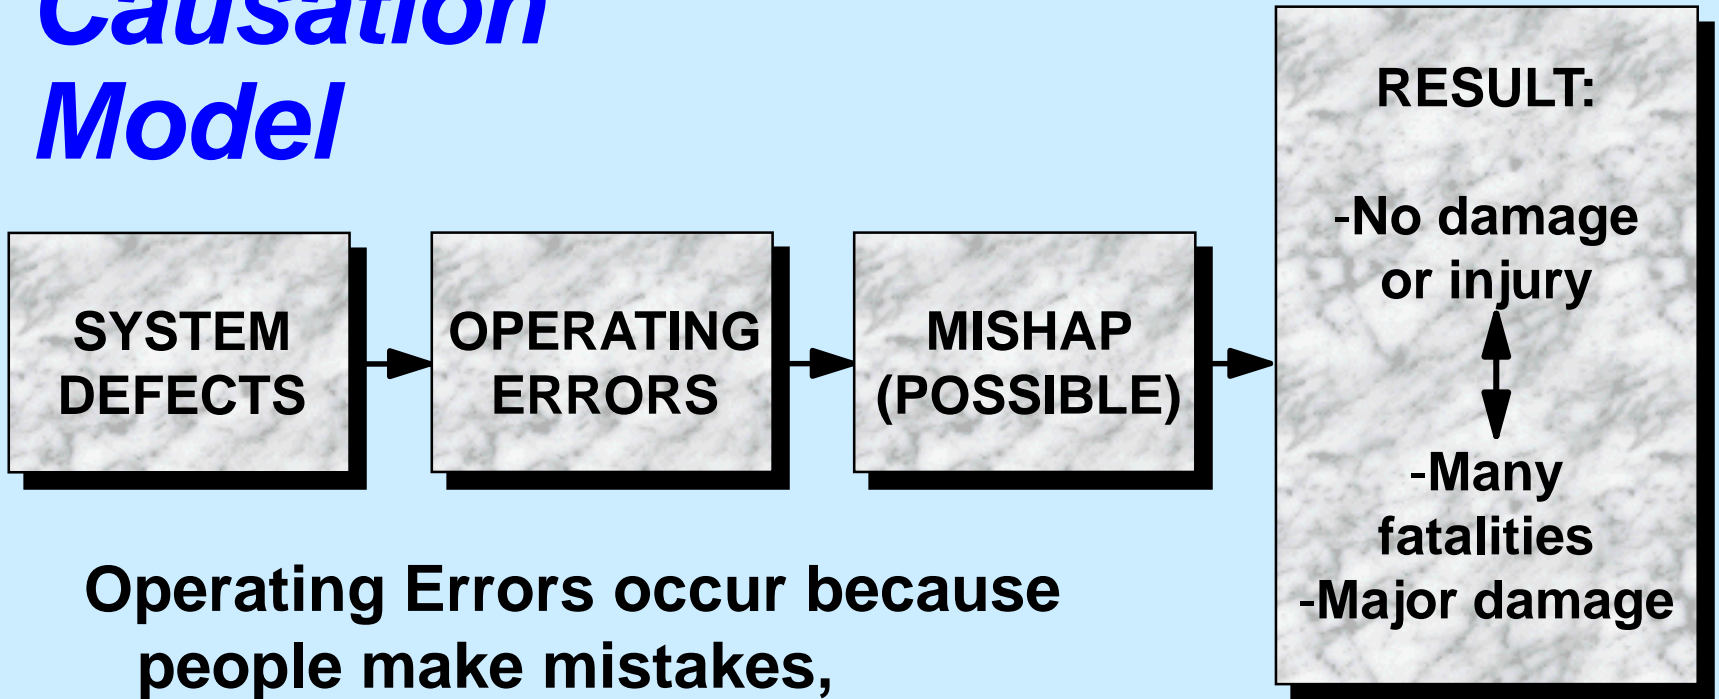 Causation
Model
SYSTEM
DEFECTS
OPERATING
ERRORS
MISHAP
(POSSIBLE)
RESULT:
-No damage
or injury
-Many
fatalities
-Major damage
Operating Errors occur because
people make mistakes,